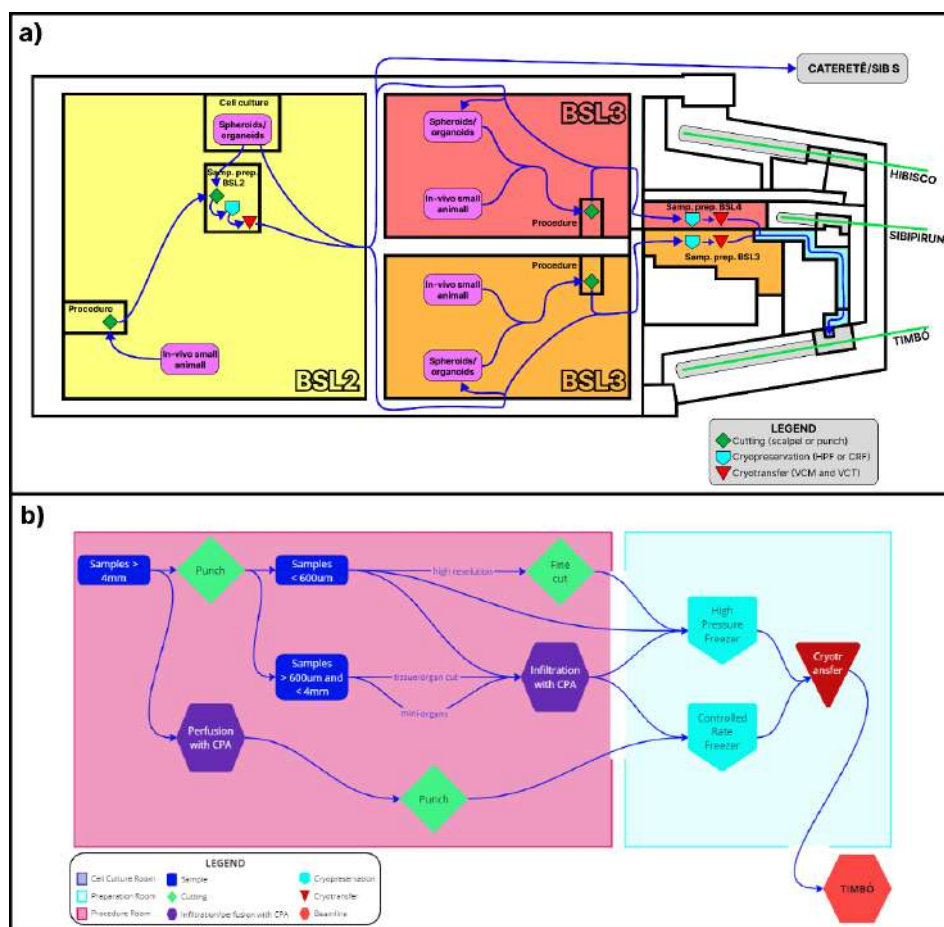 a)
CATERETÊ/SIBS
Cell culture
Spheroids/
organoids
Samp. prep.
BSL2
Procedure
In-vivo small
animall
BSL2
BSL3
Spheroids/
organoids
In-vivo small
animall
Procedure
Procedure
In-vivo small
animall
Spheroids/
organoids
BSL3
Samp. prep. BSL4
Samp. prep. BSL3
HIBISCO
SIBIPIRUN
TIMBÓ
LEGEND
Cutting (scalpel or punch)
Cryopreservation (HPF or CRF)
Cryotransfer (VCM and VCT)
b)
Samples >
4mm
Punch
Samples
< 600um
high resolution
Fine
cut
High
Pressure
Freezer
Cryotr
ansfer
Samples
> 600um and
< 4mm
tissue/organ cut
mini-organs
Infiltration
with CPA
Perfusion
with CPA
Controlled
Rate
Freezer
Punch
TIMBÓ
LEGEND
Cell Culture Room
Sample
Cryopreservation
Preparation Room
Cutting
Cryotransfer
Procedure Room
Infiltration/perfusion with CPA
Beamline